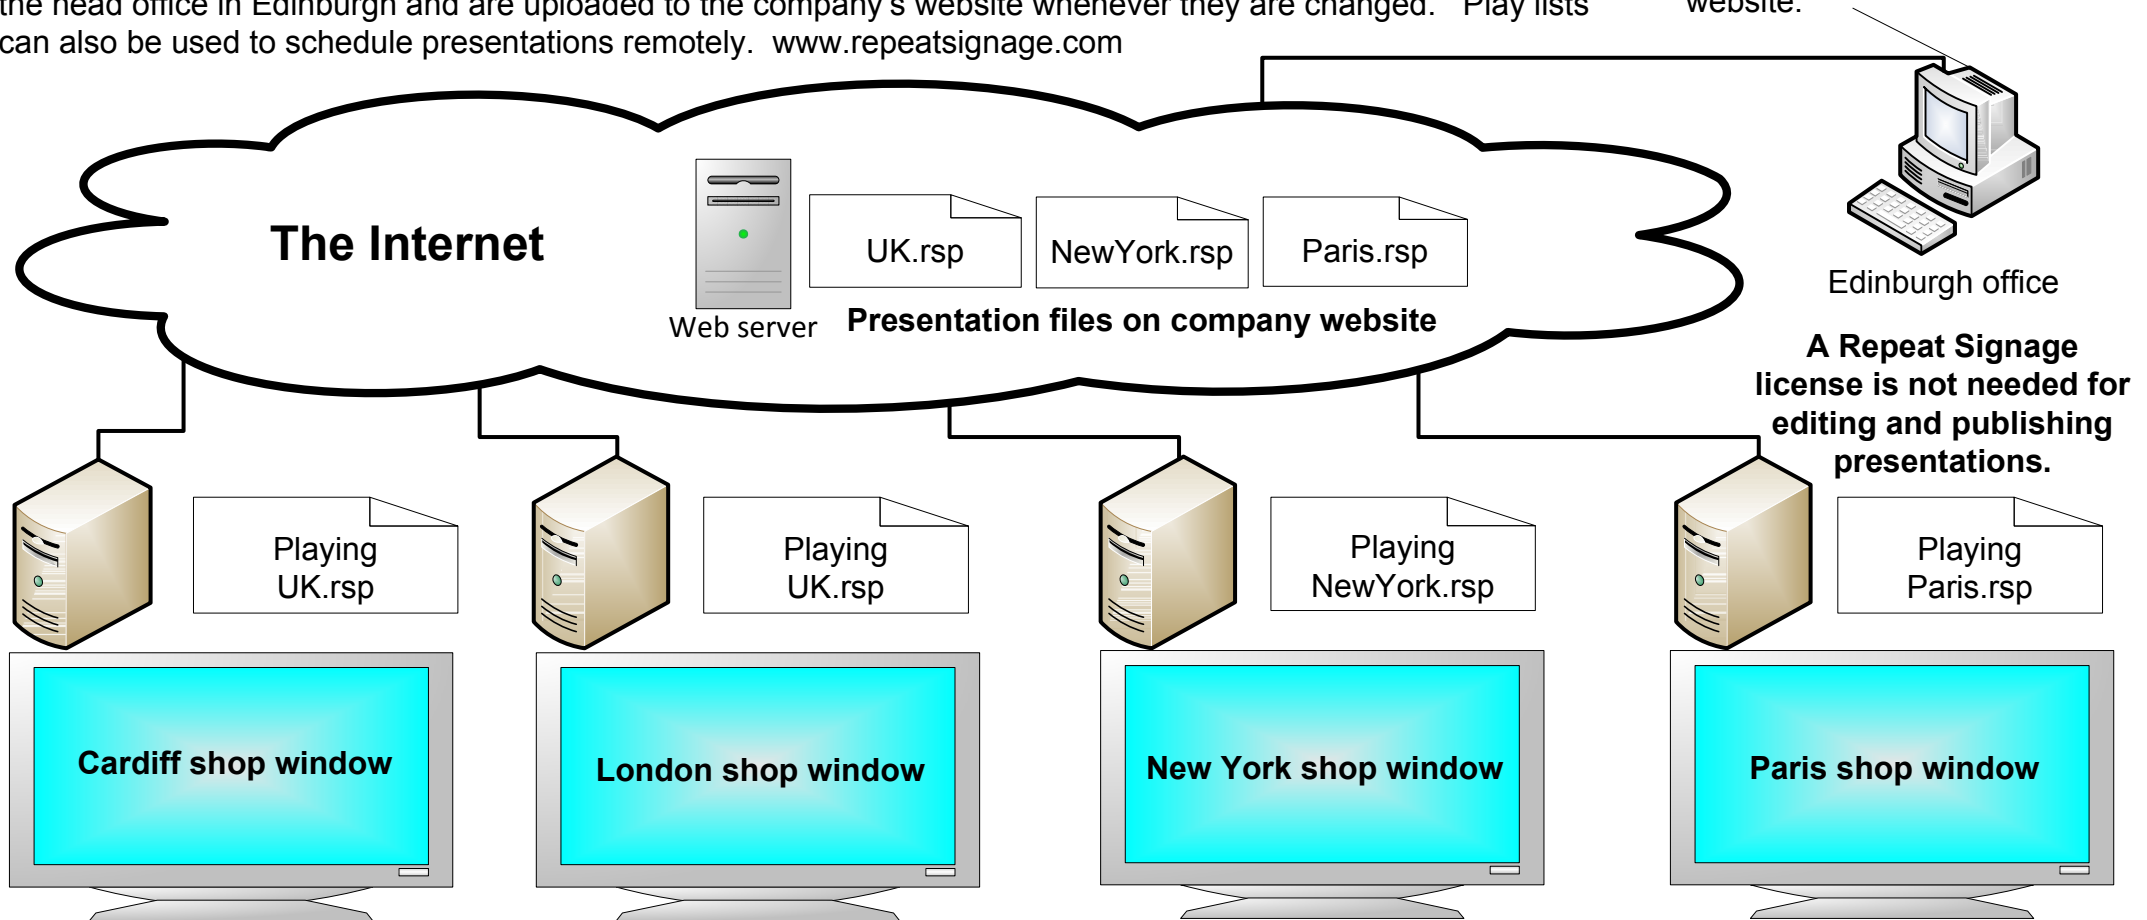 the head office in Edinburgh and are uploaded to the company's website whenever they are changed. Play lists
can also be used to schedule presentations remotely. www.repeatsignage.com
website.
The Internet
UK.rsp
NewYork.rsp
Paris.rsp
Web server
Presentation files on company website
Edinburgh office
A Repeat Signage
license is not needed for
editing and publishing
presentations.
Playing
UK.rsp
Playing
UK.rsp
Playing
NewYork.rsp
Playing
Paris.rsp
Cardiff shop window
London shop window
New York shop window
Paris shop window